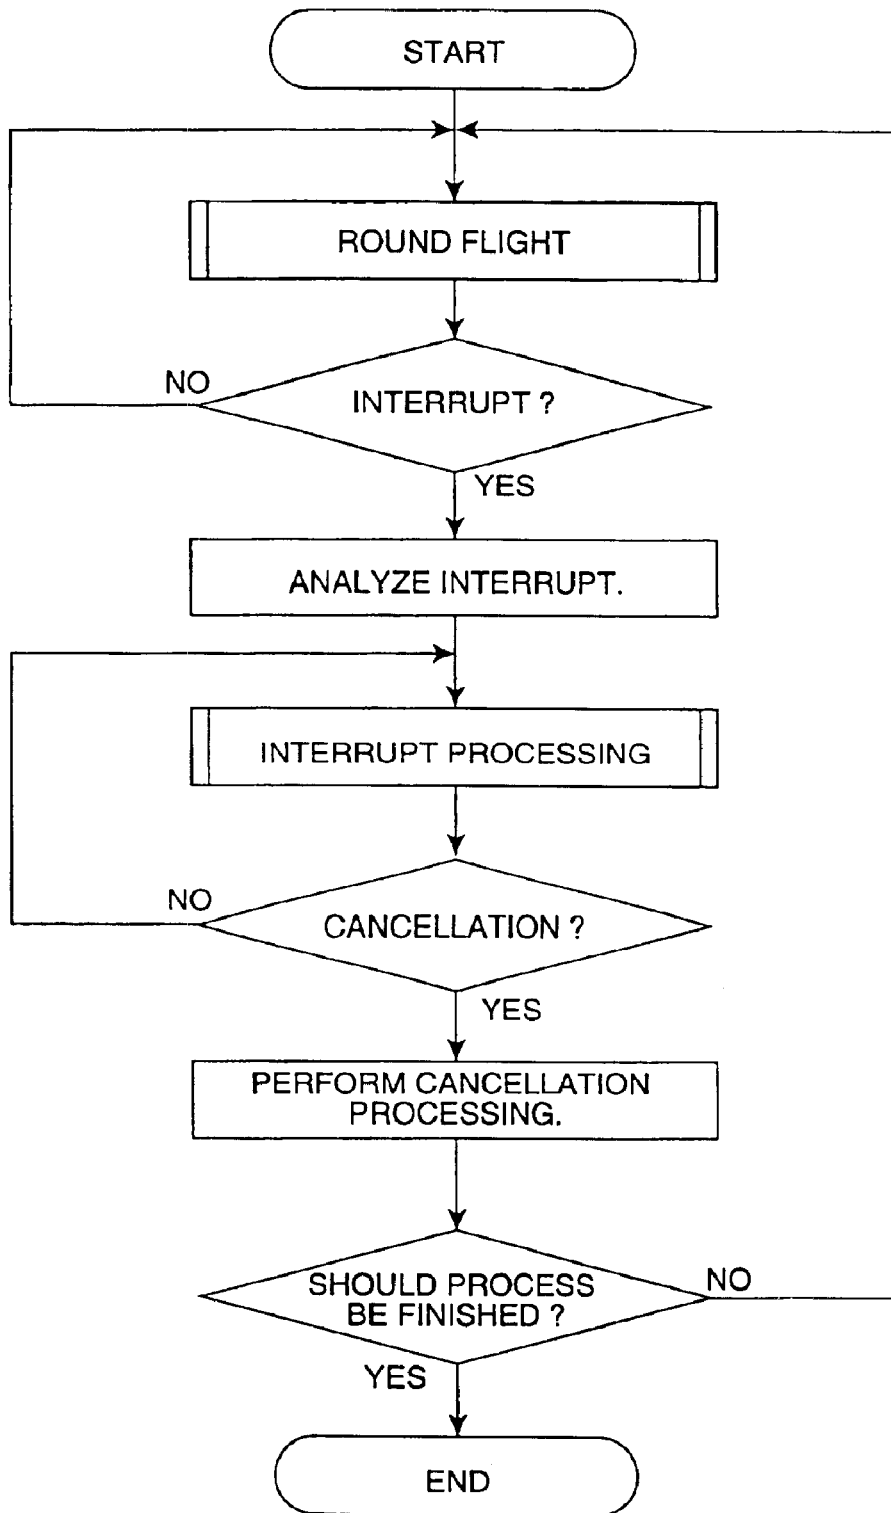 START
ROUND FLIGHT
NO
INTERRUPT ?
YES
ANALYZE INTERRUPT.
INTERRUPT PROCESSING
NO
CANCELLATION ?
YES
PERFORM CANCELLATION
PROCESSING.
SHOULD PROCESS
BE FINISHED ?
NO
YES
END